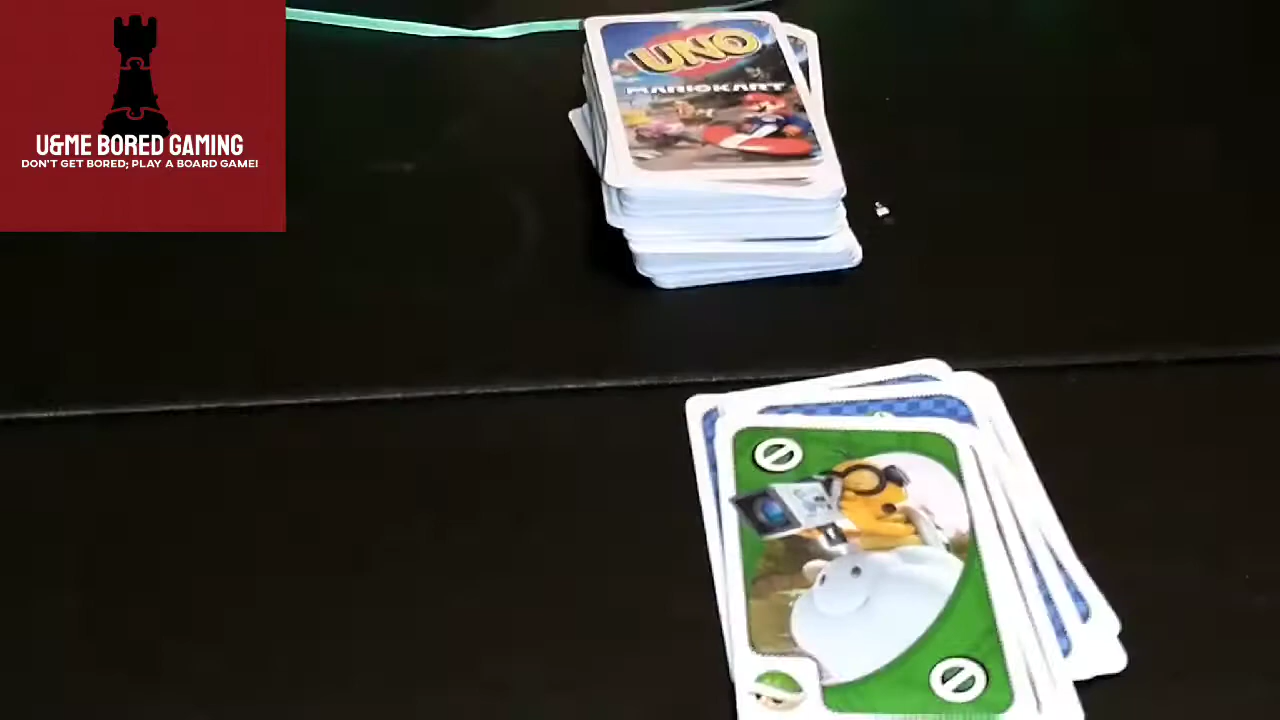 U&ME BORED GAMING
DON'T GET BORED; PLAY A BOARD GAME!
UNO
MARIOKART